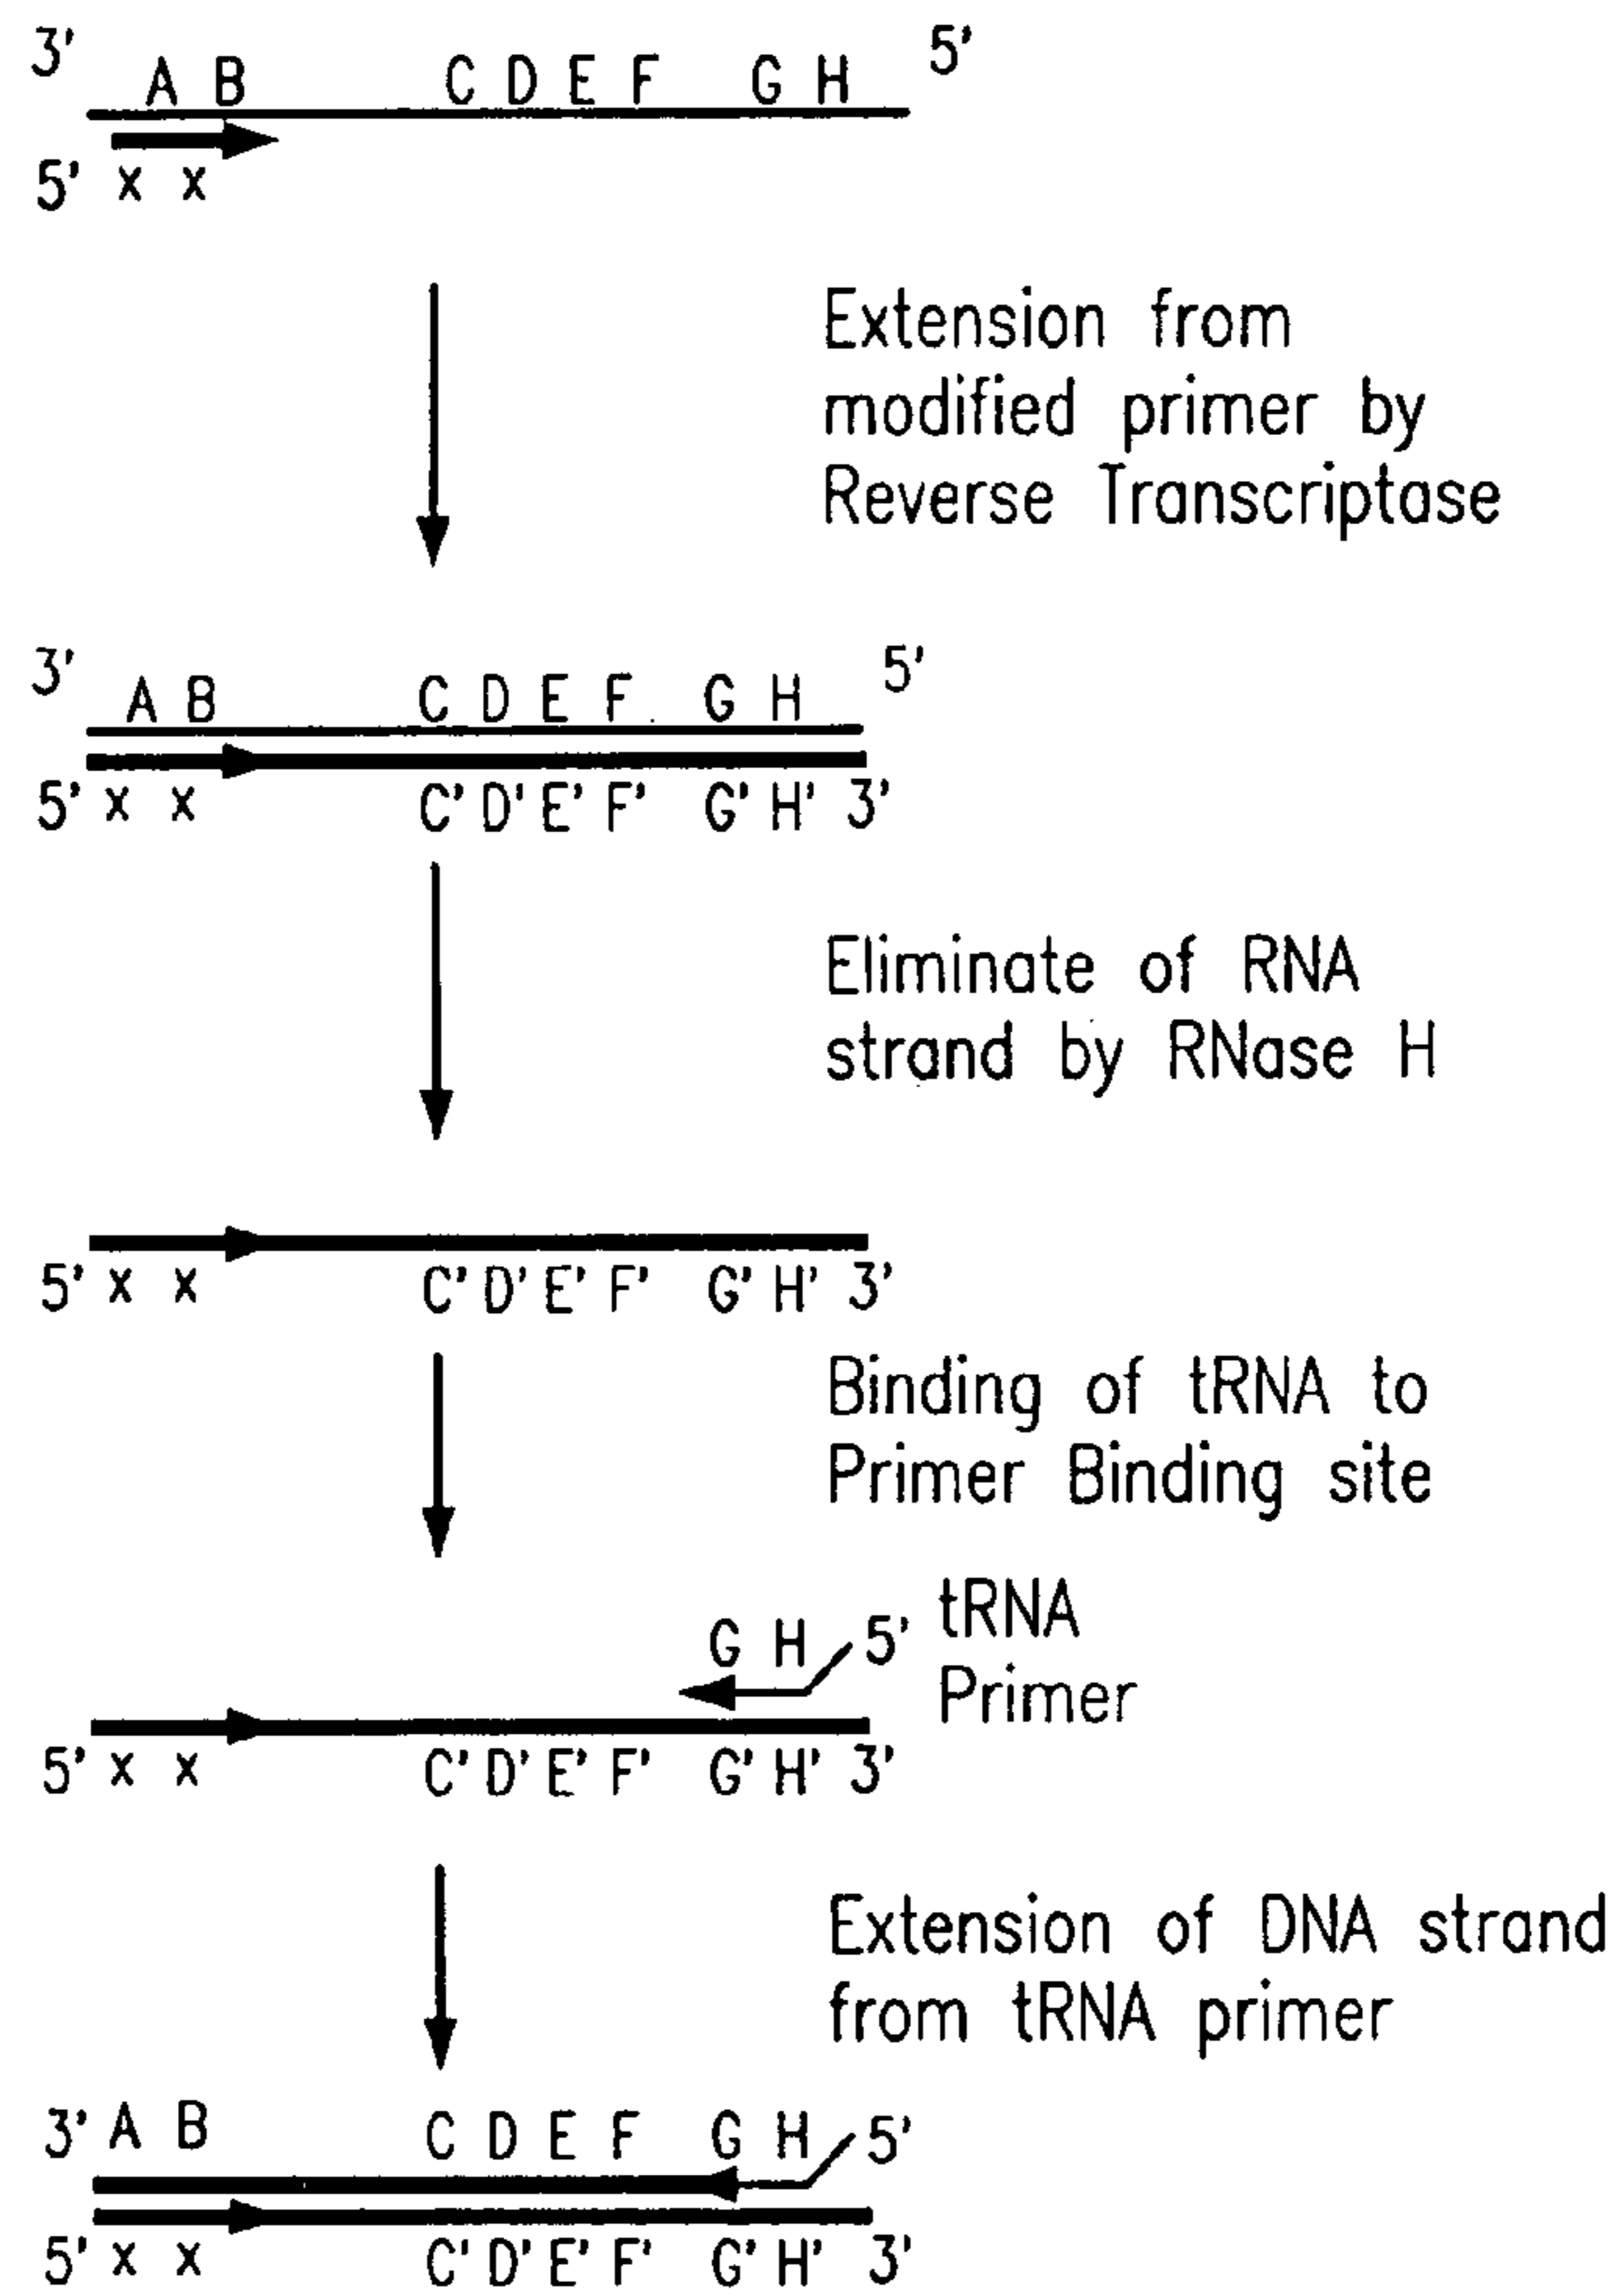 3' A B C D E F G H 5'
5' x x
Extension from
modified primer by
Reverse Transcriptase
3' A B C D E F G H 5'
5' x x C' D' E' F' G' H' 3'
Eliminate of RNA
strand by RNase H
5' x x C' D' E' F' G' H' 3'
Binding of tRNA to
Primer Binding site
G H 5' tRNA
Primer
5' x x C' D' E' F' G' H' 3'
Extension of DNA strand
from tRNA primer
3' A B C D E F G H 5'
5' x x C' D' E' F' G' H' 3'